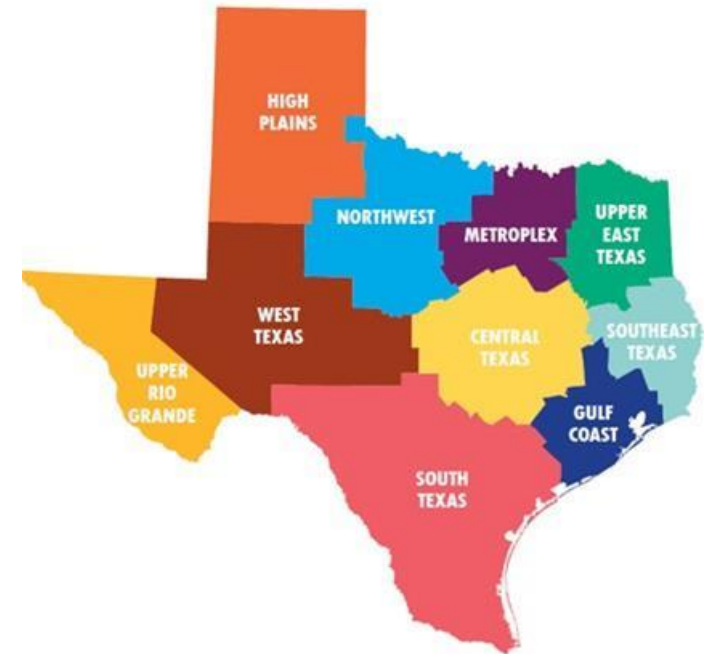 HIGH
PLAINS
NORTHWEST
METROPLEX
UPPER
EAST
TEXAS
WEST
TEXAS
CENTRAL
TEXAS
SOUTHEAST
TEXAS
UPPER
RIO
GRANDE
GULF
COAST
SOUTH
TEXAS